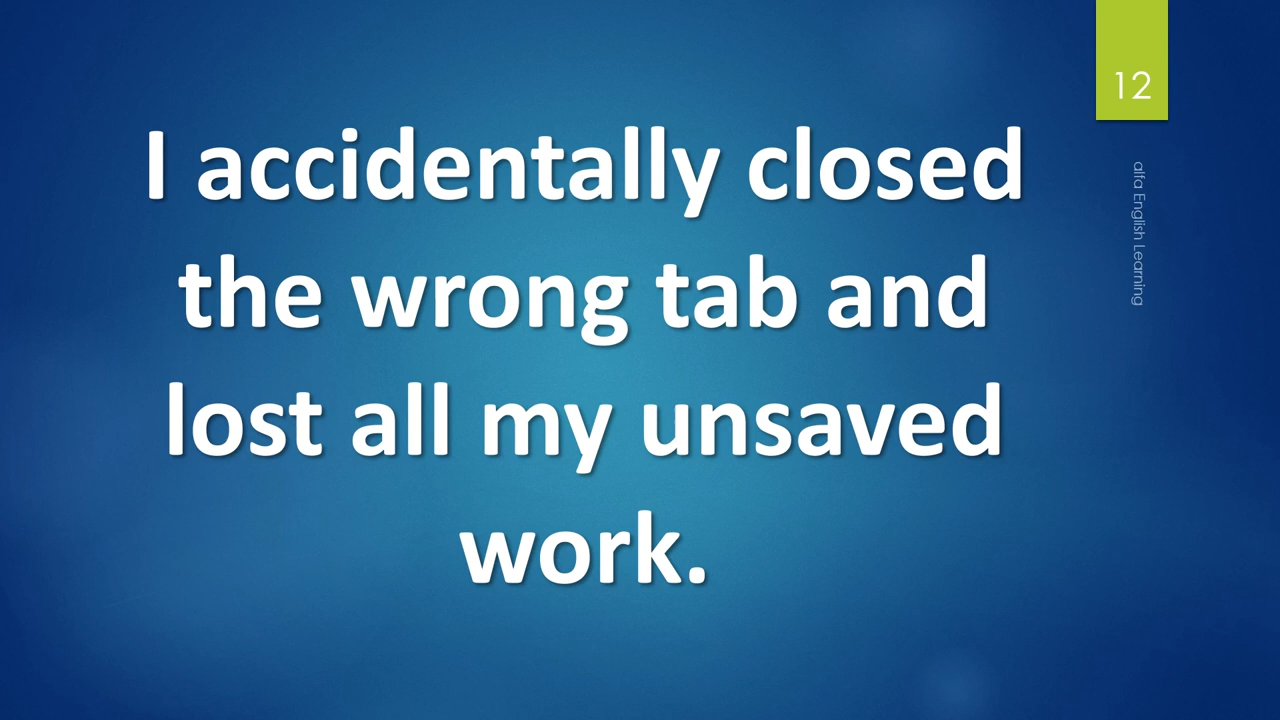 12
I accidentally closed
the wrong tab and
lost all my unsaved
work.
alfa English Learning